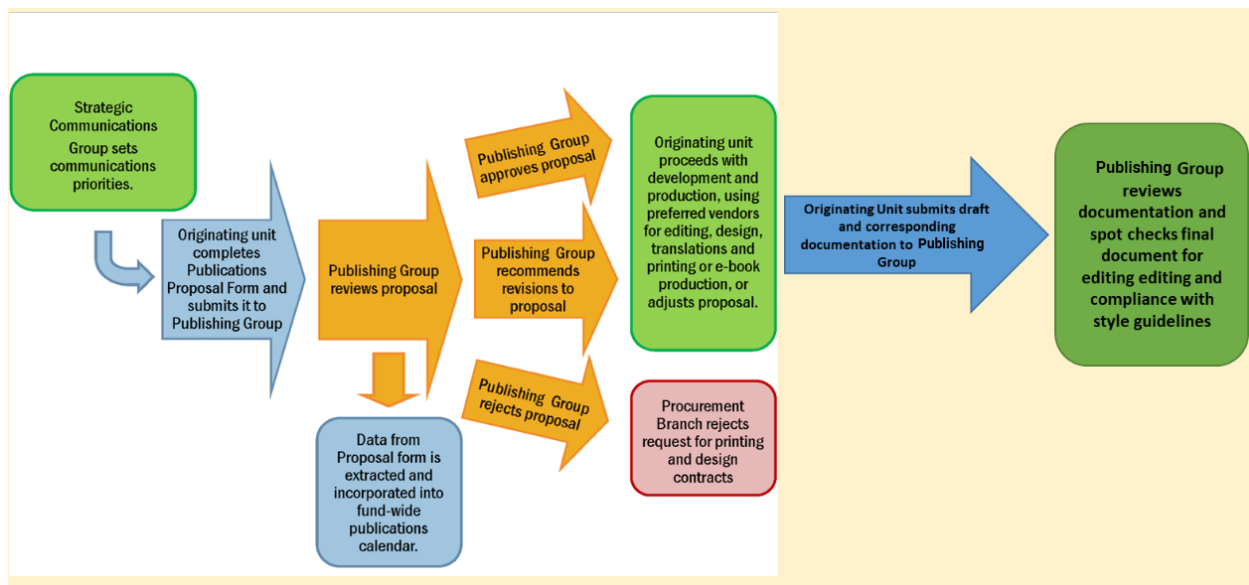 Strategic
Communications
Group sets
communications
priorities.
Originating unit
completes
Publications
Proposal Form and
submits it to
Publishing Group
Publishing Group
reviews proposal
Data from
Proposal form is
extracted and
incorporated into
fund-wide
publications
calendar.
Publishing Group
approves proposal
Publishing Group
recommends
revisions to
proposal
Publishing Group
rejects proposal
Originating unit
proceeds with
development and
production, using
preferred vendors
for editing, design,
translations and
printing or e-book
production, or
adjusts proposal.
Procurement
Branch rejects
request for printing
and design
contracts
Originating Unit submits draft
and corresponding
documentation to Publishing
Group
Publishing Group
reviews
documentation and
spot checks final
document for
editing editing and
compliance with
style guidelines